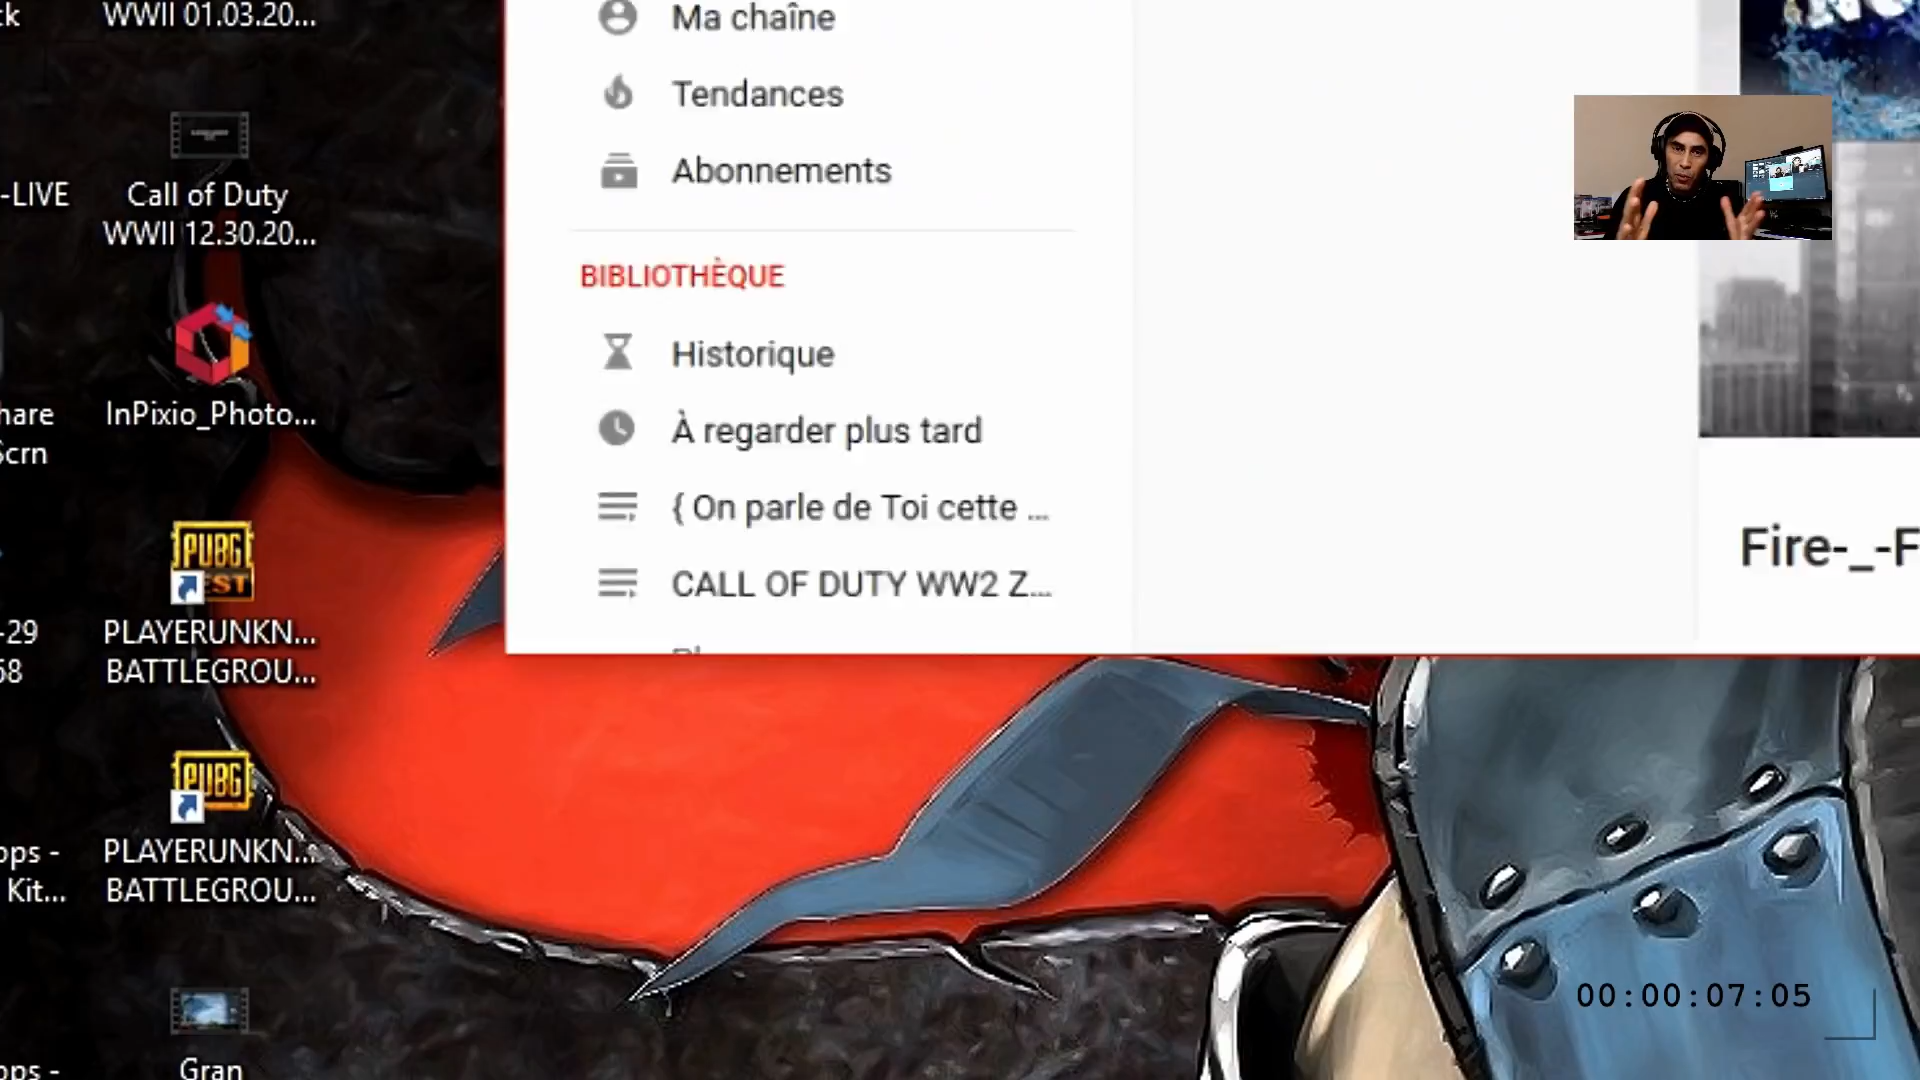 WWII 01.03.20...
-LIVE
Call of Duty
WWII 12.30.20...
InPixio_Photo...
PUBG
PLAYERUNKN...
BATTLEGROU...
PUBG
PLAYERUNKN...
BATTLEGROU...
Kit...
Gran
Ma chaîne
Tendances
Abonnements
BIBLIOTHÈQUE
Historique
À regarder plus tard
{ On parle de Toi cette ...
CALL OF DUTY WW2 Z...
Fire-_-F
00:00:07:05